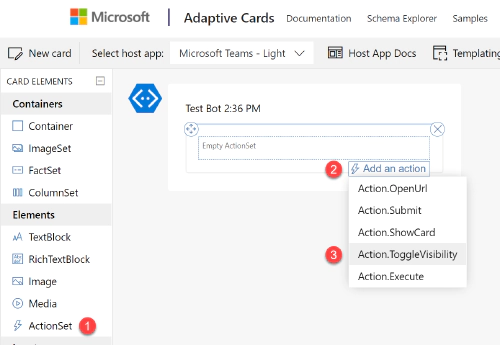 Microsoft Adaptive Cards Documentation Schema Explorer Samples
New card Select host app: Microsoft Teams - Light Host App Docs Templating
CARD ELEMENTS
Containers
Container
ImageSet
FactSet
ColumnSet
Elements
TextBlock
RichTextBlock
Image
Media
ActionSet 1
Test Bot 2:36 PM
Empty ActionSet
2 Add an action
Action.OpenUrl
Action.Submit
Action.ShowCard
3 Action.ToggleVisibility
Action.Execute